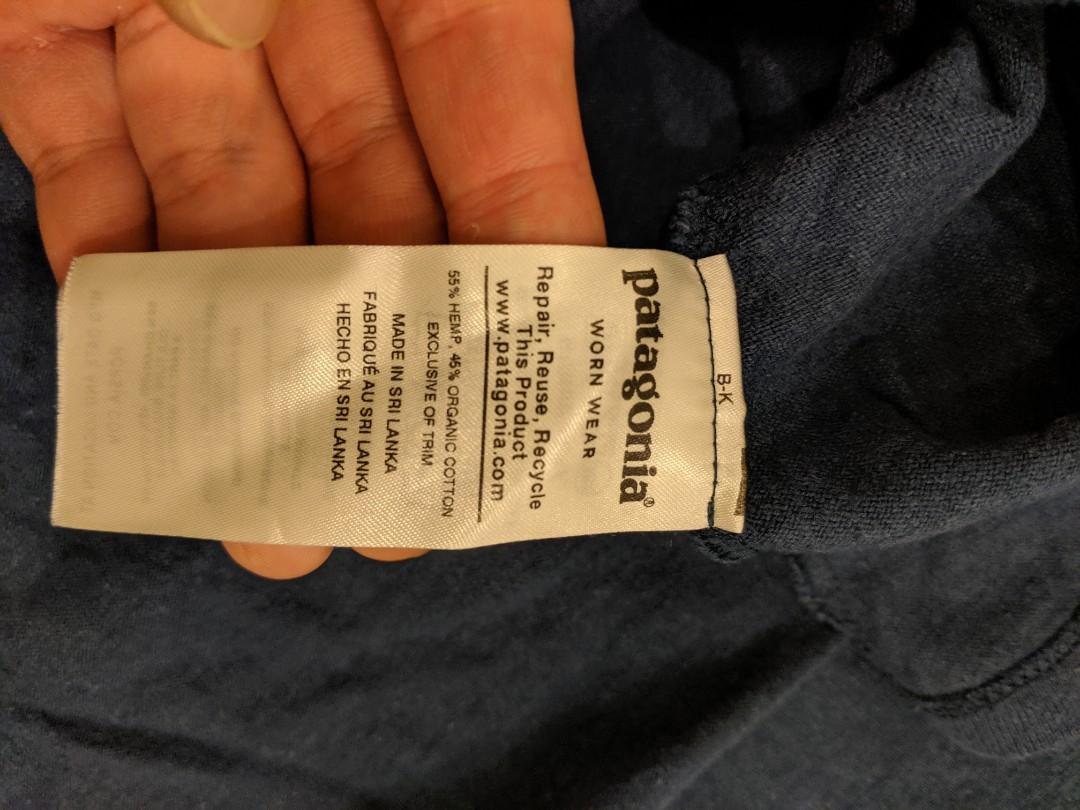 B-K
patagonia®
WORN WEAR
Repair, Reuse, Recycle
This Product
www.patagonia.com
55% HEMP, 45% ORGANIC COTTON
EXCLUSIVE OF TRIM
MADE IN SRI LANKA
FABRIQUÉ AU SRI LANKA
HECHO EN SRI LANKA